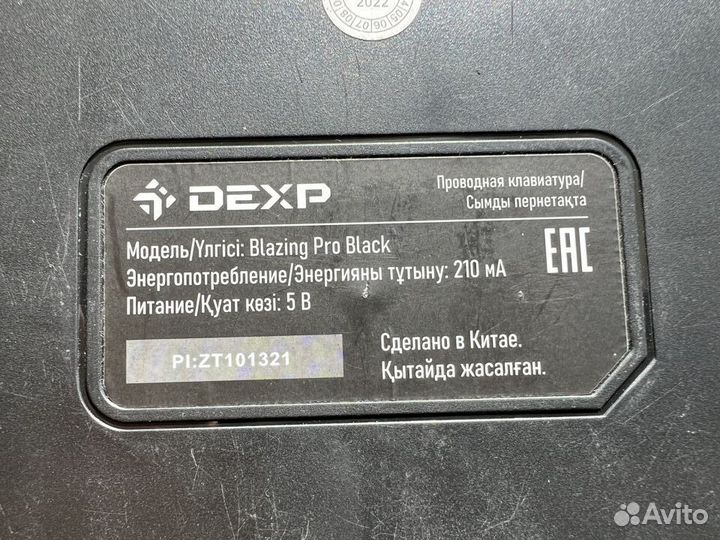 2022
DEXP
Проводная клавиатура/
Сымды пернетақта
Модель/Үлгісі: Blazing Pro Black
Энергопотребление/Энергияны тұтыну: 210 мА
Питание/Қуат көзі: 5 В
EAC
PI:ZT101321
Сделано в Китае.
Қытайда жасалған.
Avito